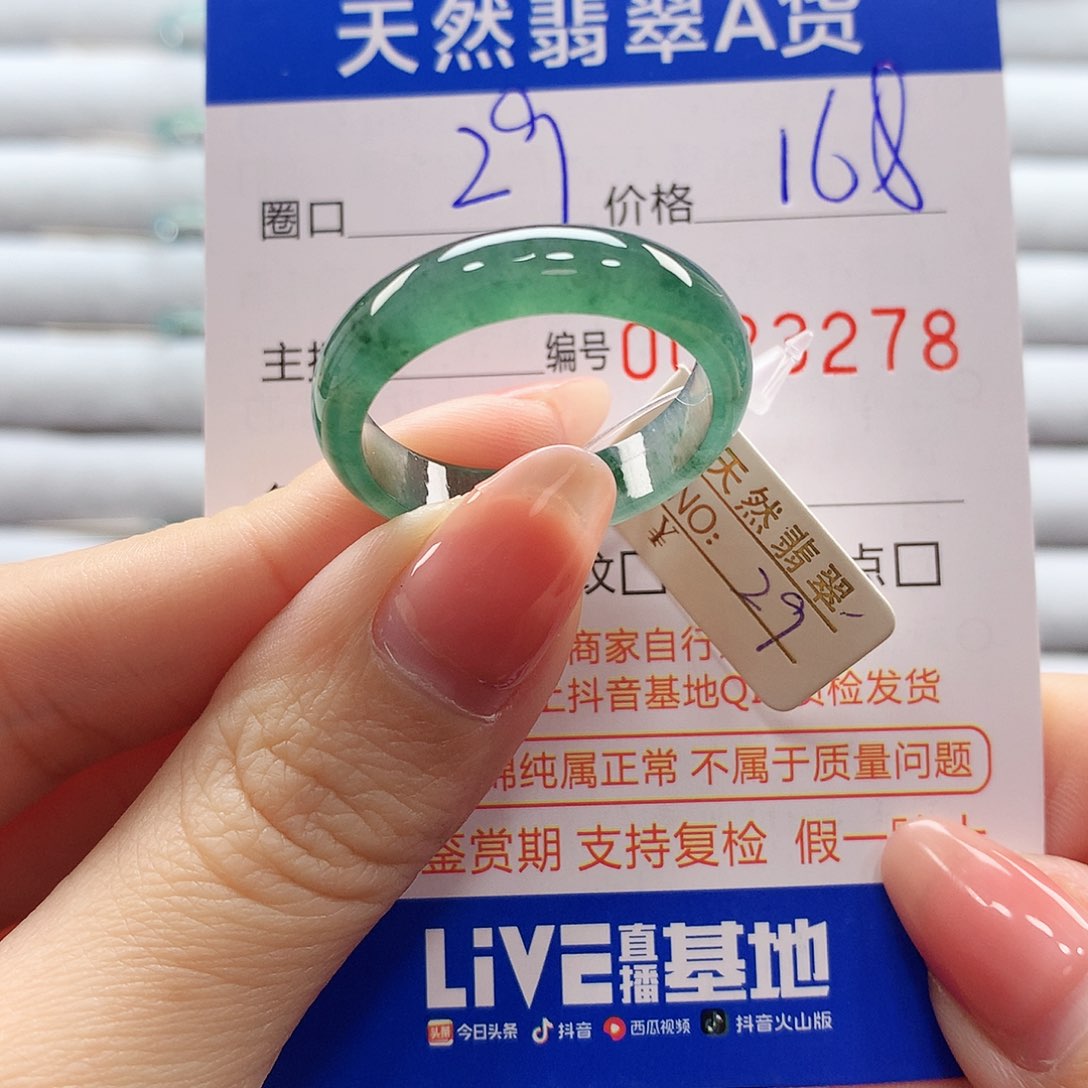 天然翡翠A货
圈口 29 价格 168
主 编号 3278
纹□ 点□
天然翡翠
NO: 29
¥
商家自行
抖音基地Q 检发货
棉纯属正常 不属于质量问题
鉴赏期 支持复检 假一
LiVE直播基地
头条 今日头条 抖音 西瓜视频 抖音火山版